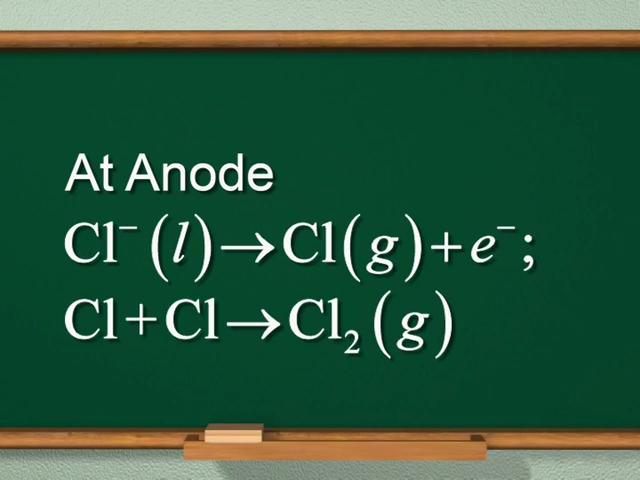 At Anode
Cl⁻(l)→Cl(g)+e⁻;
Cl+Cl→Cl₂(g)